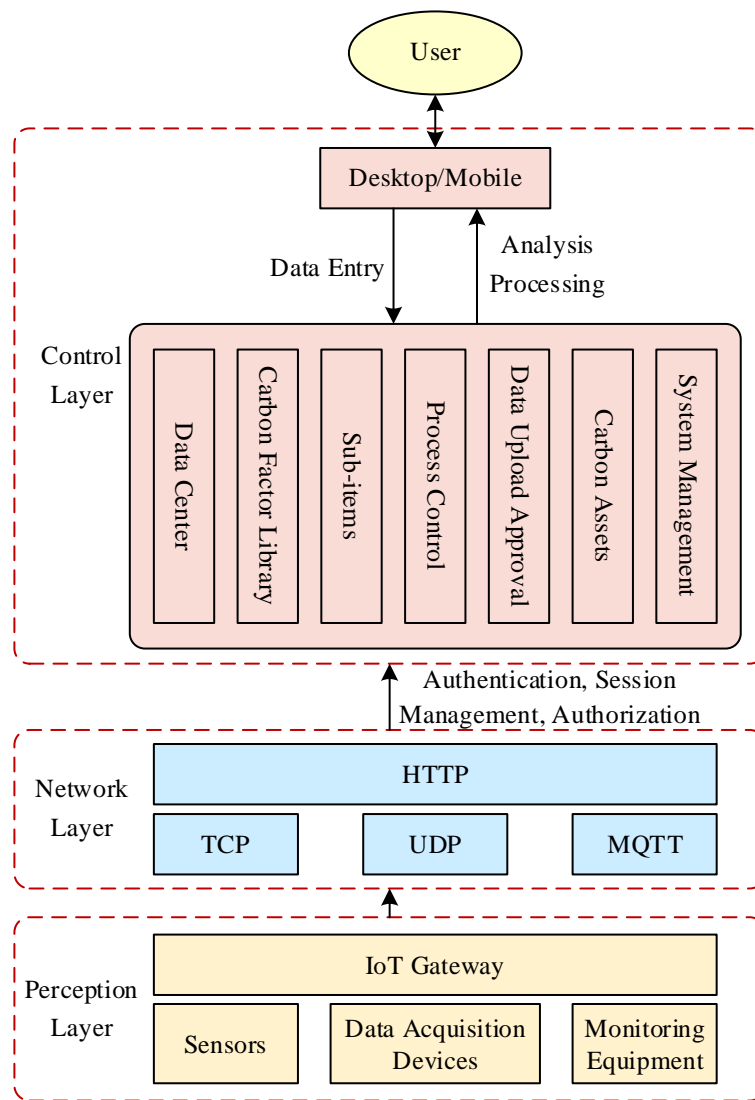 User
Desktop/Mobile
Data Entry
Analysis
Processing
Control
Layer
Data Center
Carbon Factor Library
Sub-items
Process Control
Data Upload Approval
Carbon Assets
System Management
Authentication, Session
Management, Authorization
Network
Layer
HTTP
TCP
UDP
MQTT
Perception
Layer
IoT Gateway
Sensors
Data Acquisition
Devices
Monitoring
Equipment